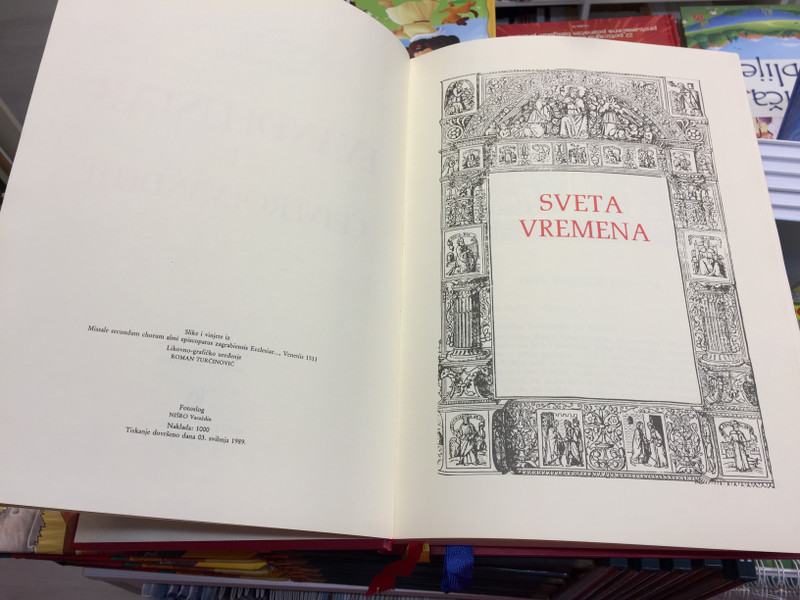 Slike i vinjete iz
Missale secundum chorum almi episcopatus zagrabiensis Ecclesiae..., Venetiis 1511
Likovno-grafičko uređenje
ROMAN TURČINOVIĆ
Fotoslog
NIŠRO Varaždin
Naklada: 1000
Tiskanje dovršeno dana 03. svibnja 1989.
SVETA
VREMENA